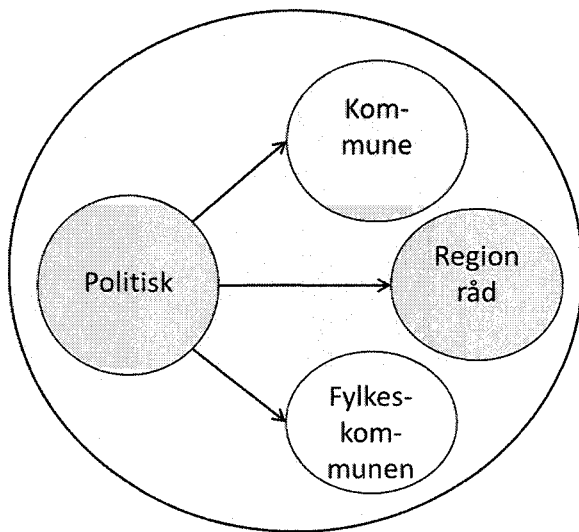 Kom-
mune
Politisk
Region
råd
Fylkes-
kom-
munen